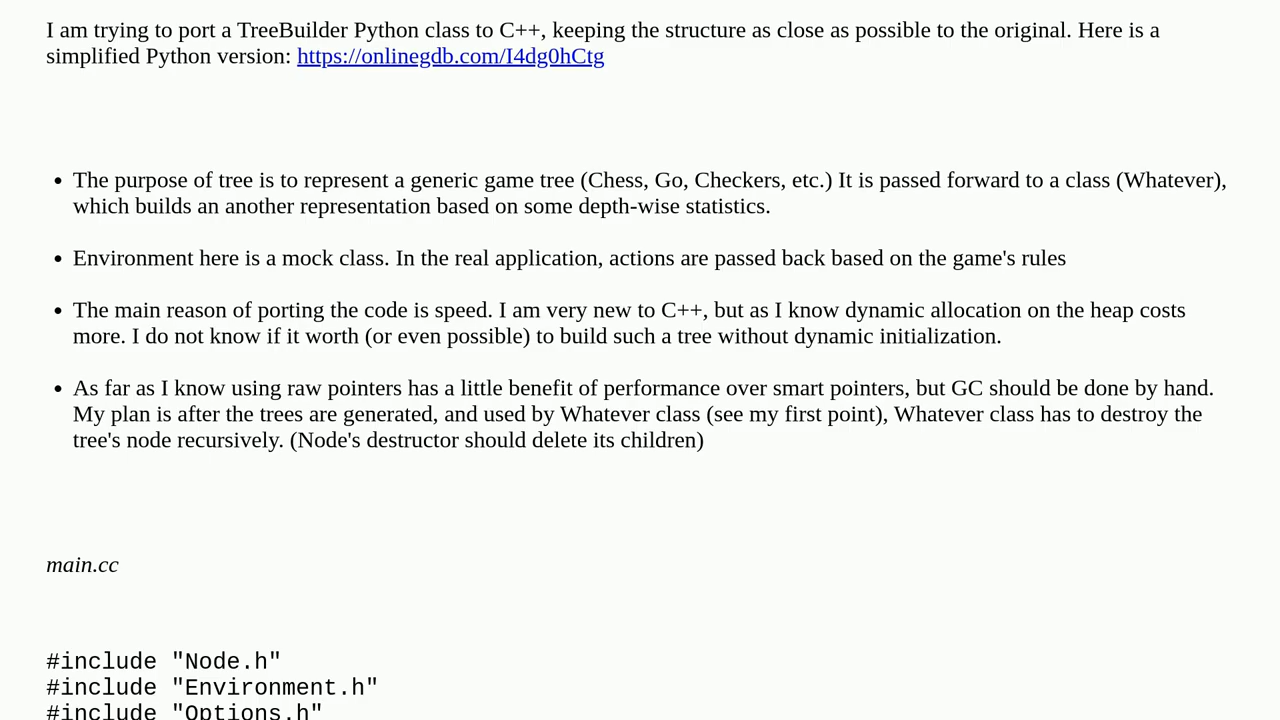 I am trying to port a TreeBuilder Python class to C++, keeping the structure as close as possible to the original. Here is a
simplified Python version: https://onlinegdb.com/I4dg0hCtg
• The purpose of tree is to represent a generic game tree (Chess, Go, Checkers, etc.) It is passed forward to a class (Whatever),
which builds an another representation based on some depth-wise statistics.
• Environment here is a mock class. In the real application, actions are passed back based on the game's rules
• The main reason of porting the code is speed. I am very new to C++, but as I know dynamic allocation on the heap costs
more. I do not know if it worth (or even possible) to build such a tree without dynamic initialization.
• As far as I know using raw pointers has a little benefit of performance over smart pointers, but GC should be done by hand.
My plan is after the trees are generated, and used by Whatever class (see my first point), Whatever class has to destroy the
tree's node recursively. (Node's destructor should delete its children)
main.cc
#include "Node.h"
#include "Environment.h"
#include "Options.h"